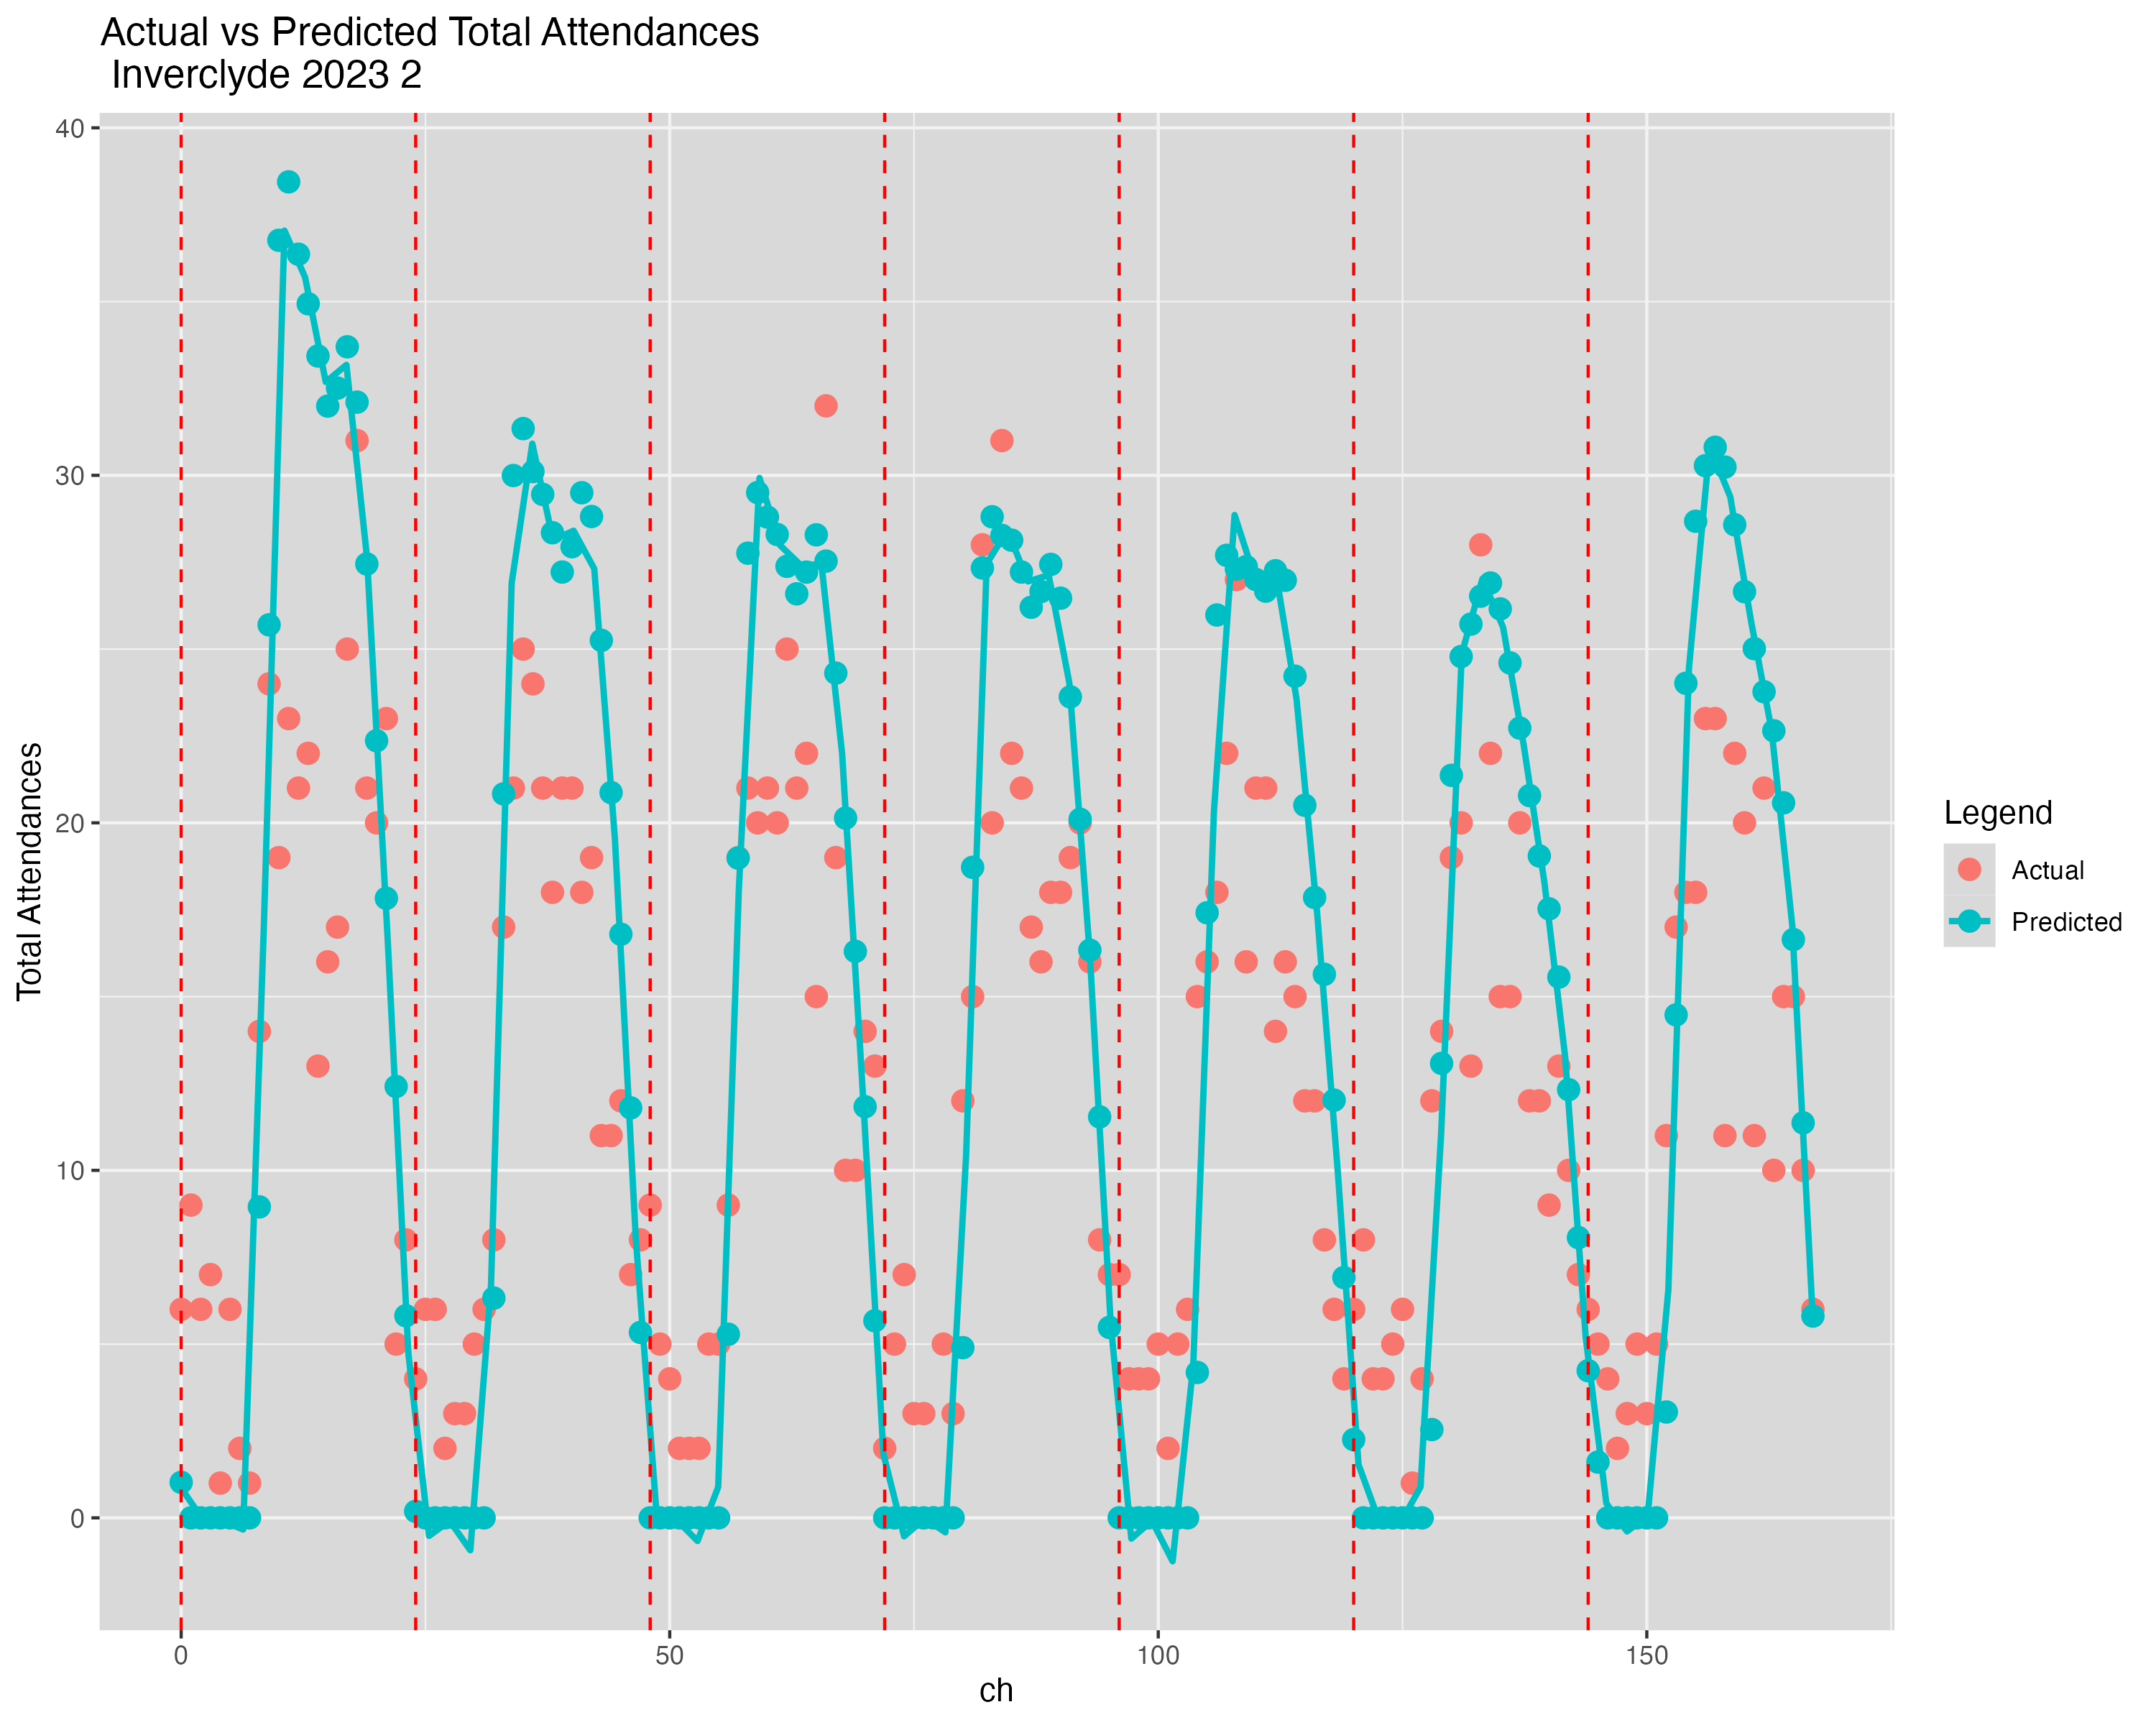 Actual vs Predicted Total Attendances
Inverclyde 2023 2
40
30
20
10
0
Total Attendances
0 50 100 150
ch
Legend
Actual
Predicted